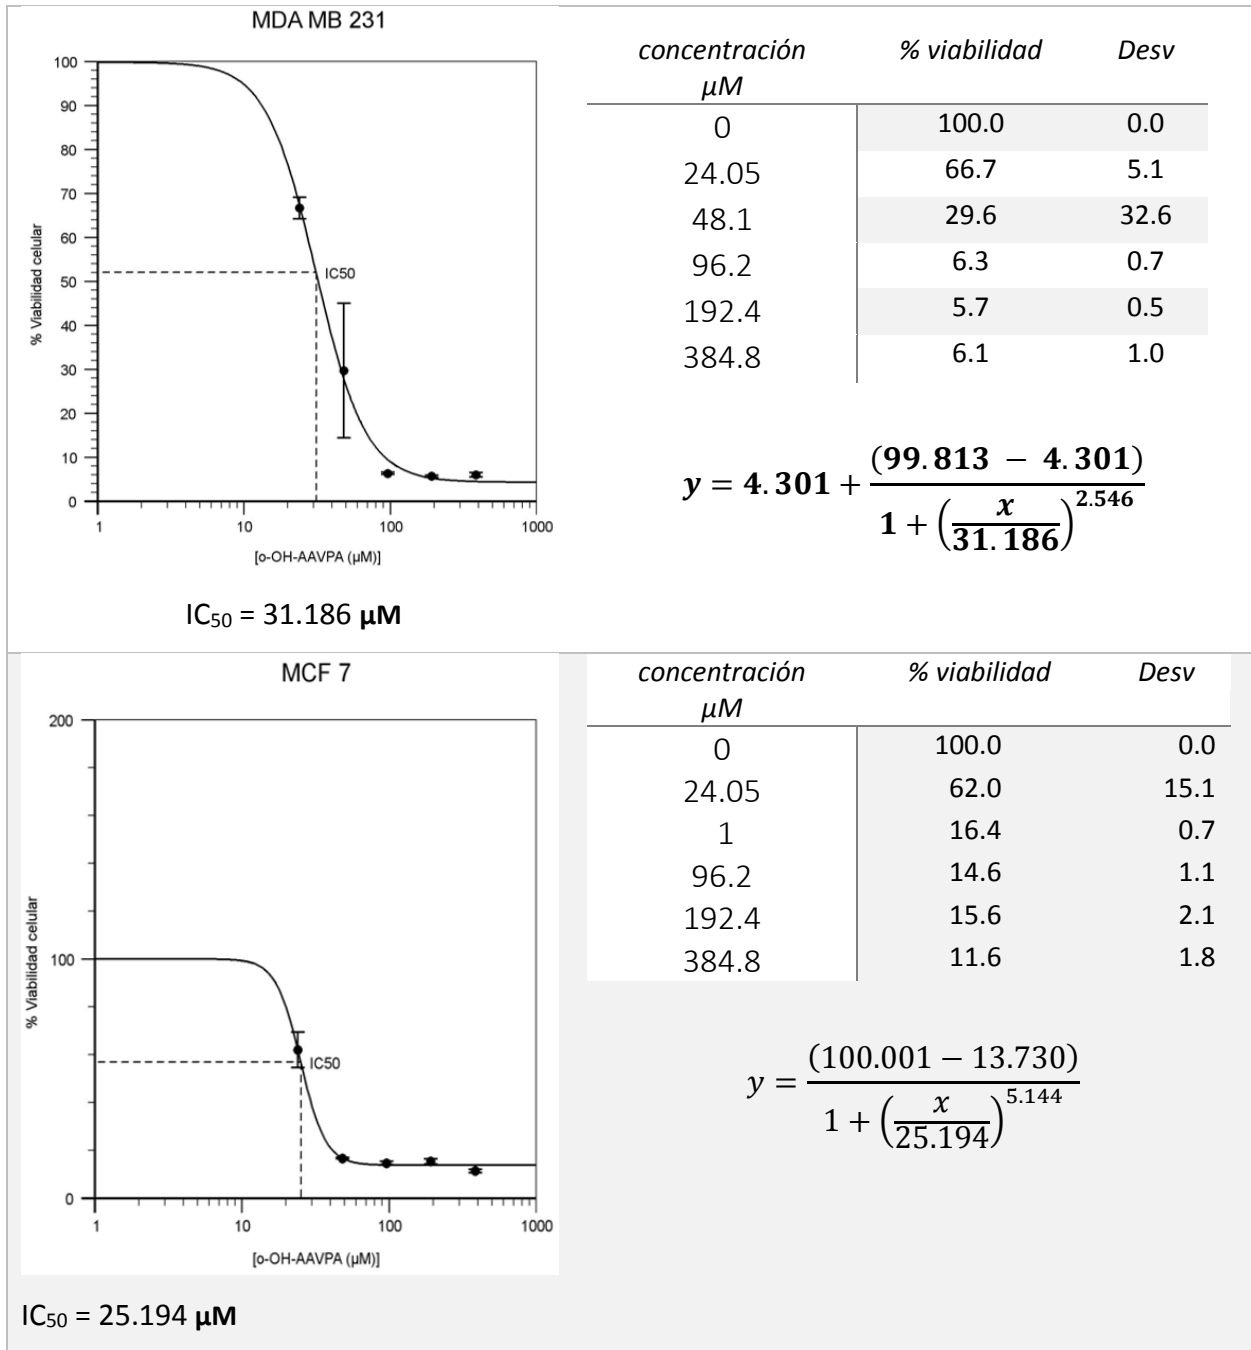 MDA MB 231
100
90
80
70
60
50
40
30
20
10
0
% Viabilidad celular
IC50
1 10 100 1000
[o-OH-AAVPA (µM)]
IC50 = 31.186 µM
concentración % viabilidad Desv
µM
0 100.0 0.0
24.05 66.7 5.1
48.1 29.6 32.6
96.2 6.3 0.7
192.4 5.7 0.5
384.8 6.1 1.0
y = 4.301 + (99.813 − 4.301) / (1 + (x / 31.186)^2.546)
MCF 7
200
100
0
% Viabilidad celular
IC50
1 10 100 1000
[o-OH-AAVPA (µM)]
IC50 = 25.194 µM
concentración % viabilidad Desv
µM
0 100.0 0.0
24.05 62.0 15.1
1 16.4 0.7
96.2 14.6 1.1
192.4 15.6 2.1
384.8 11.6 1.8
y = (100.001 − 13.730) / (1 + (x / 25.194)^5.144)